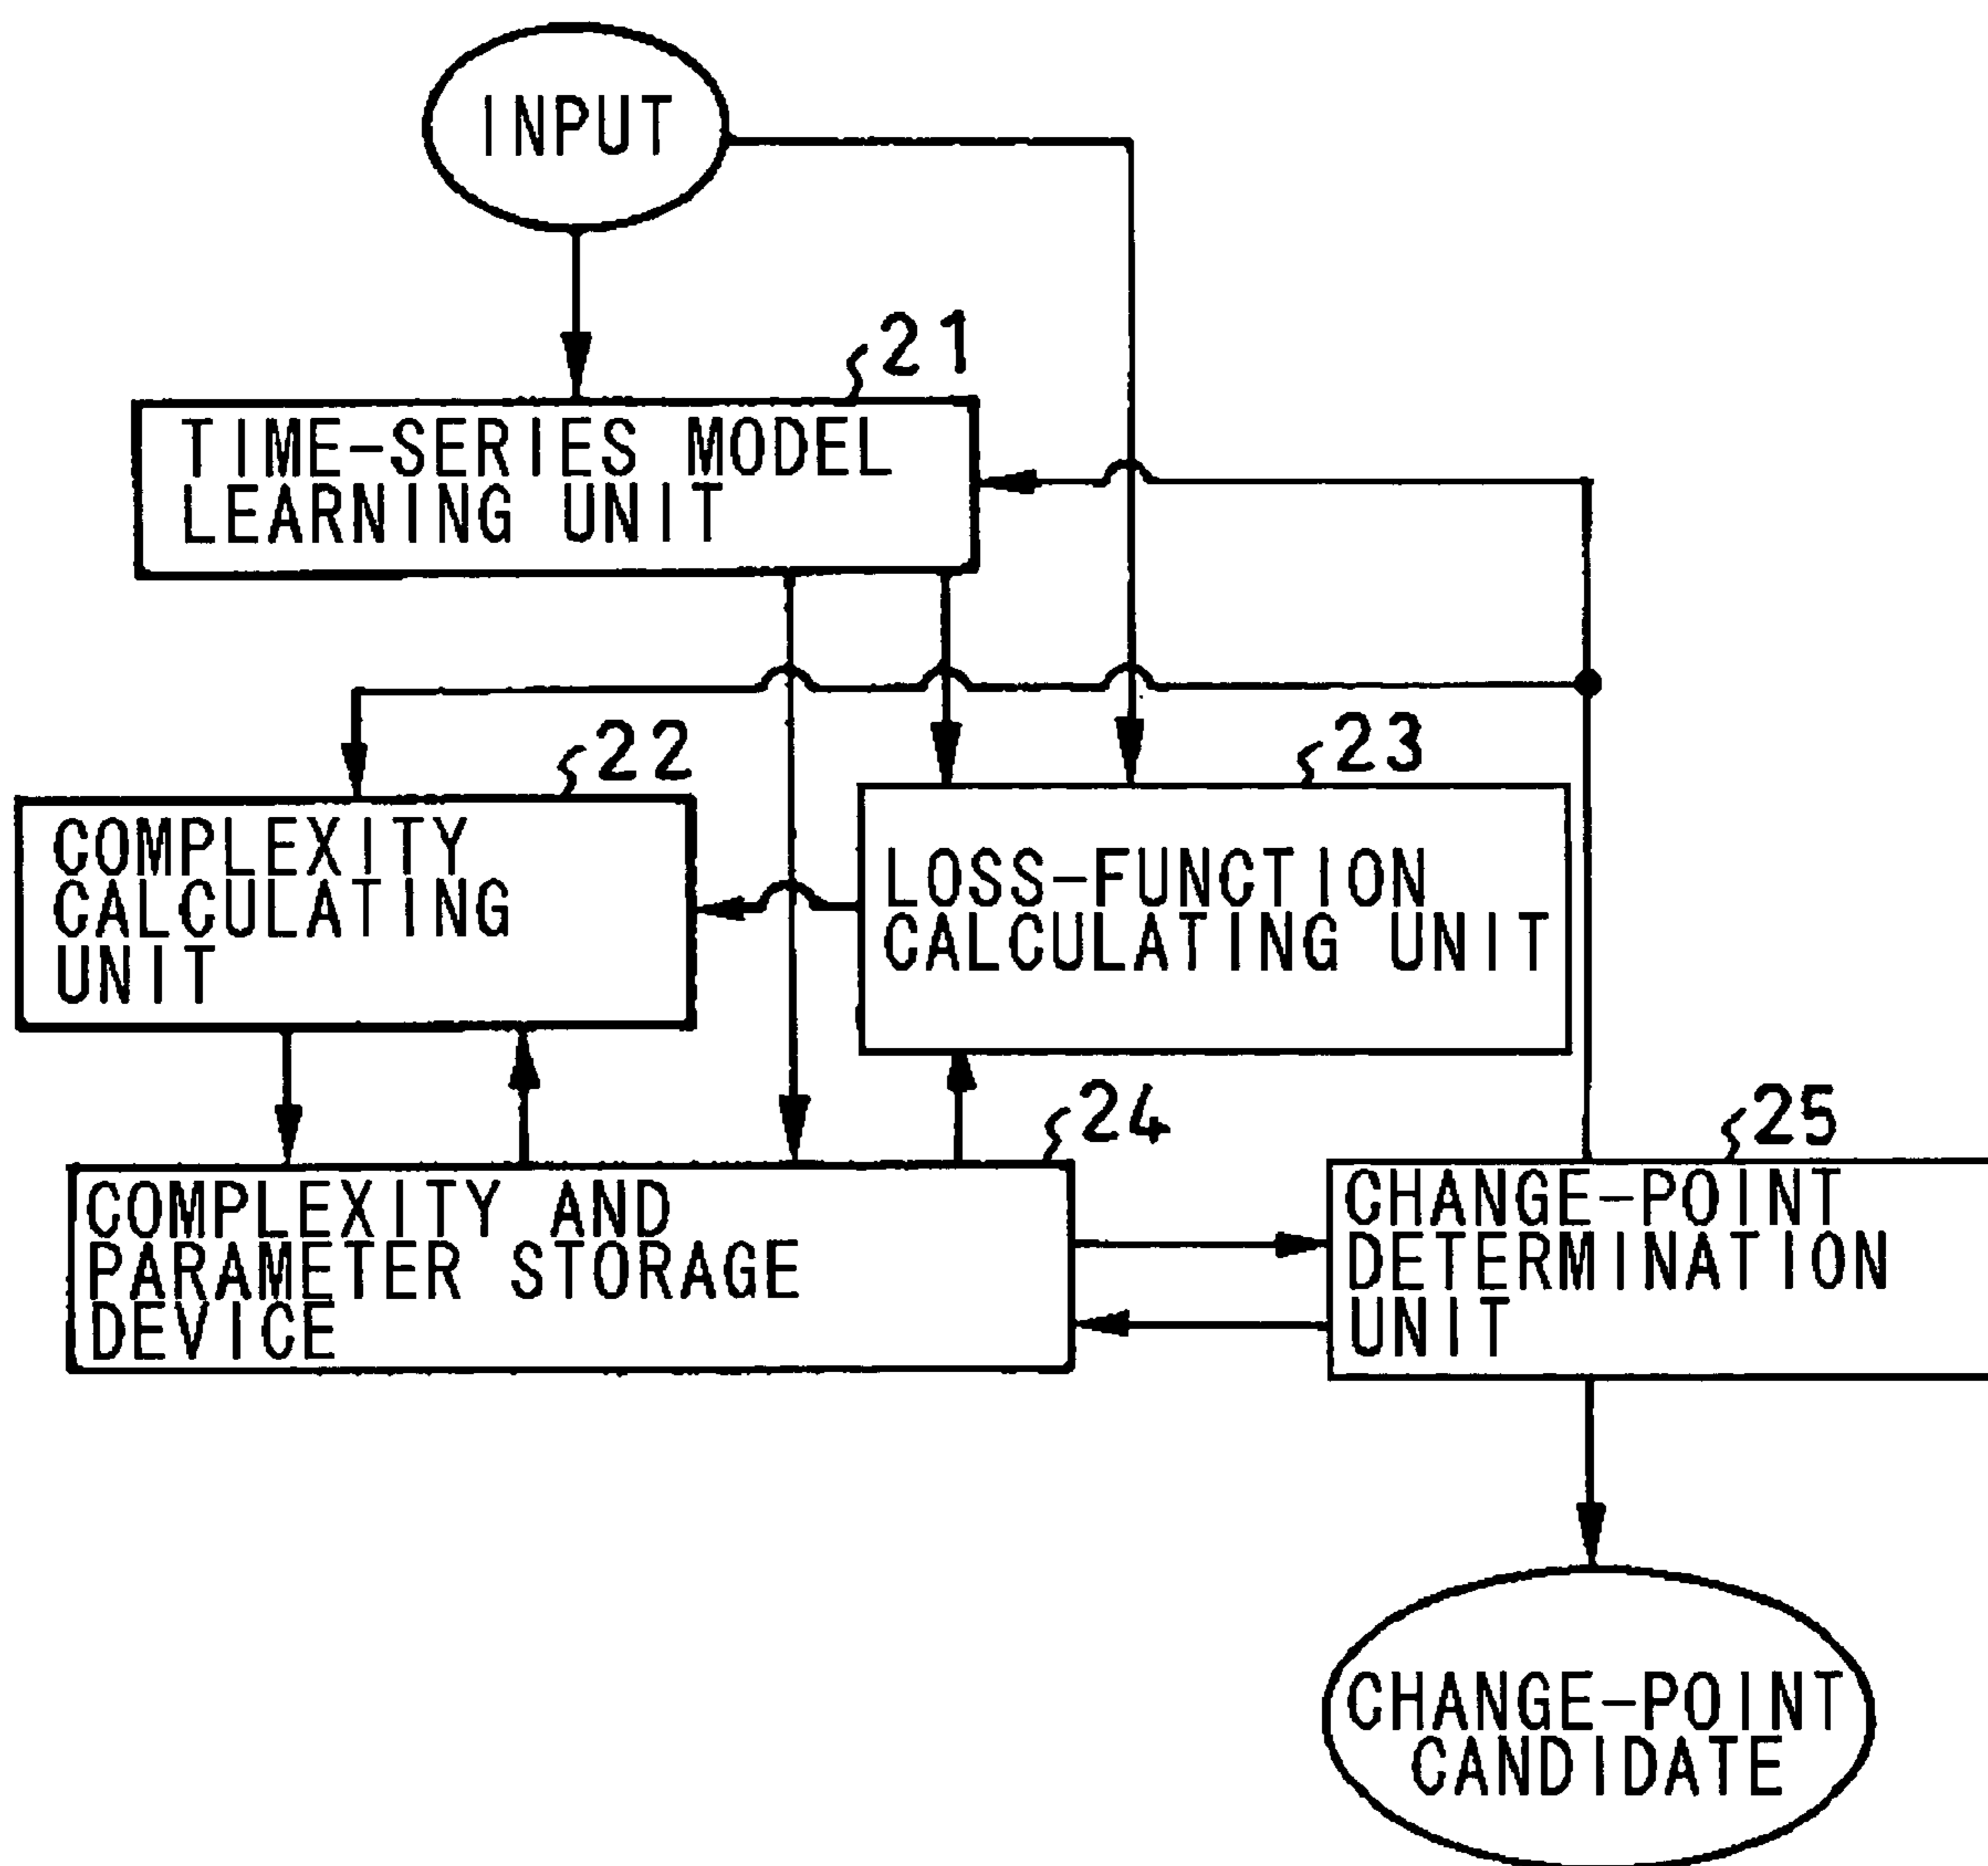 INPUT
21
TIME-SERIES MODEL
LEARNING UNIT
22
23
COMPLEXITY
CALCULATING
UNIT
LOSS-FUNCTION
CALCULATING UNIT
24
25
COMPLEXITY AND
PARAMETER STORAGE
DEVICE
CHANGE-POINT
DETERMINATION
UNIT
CHANGE-POINT
CANDIDATE